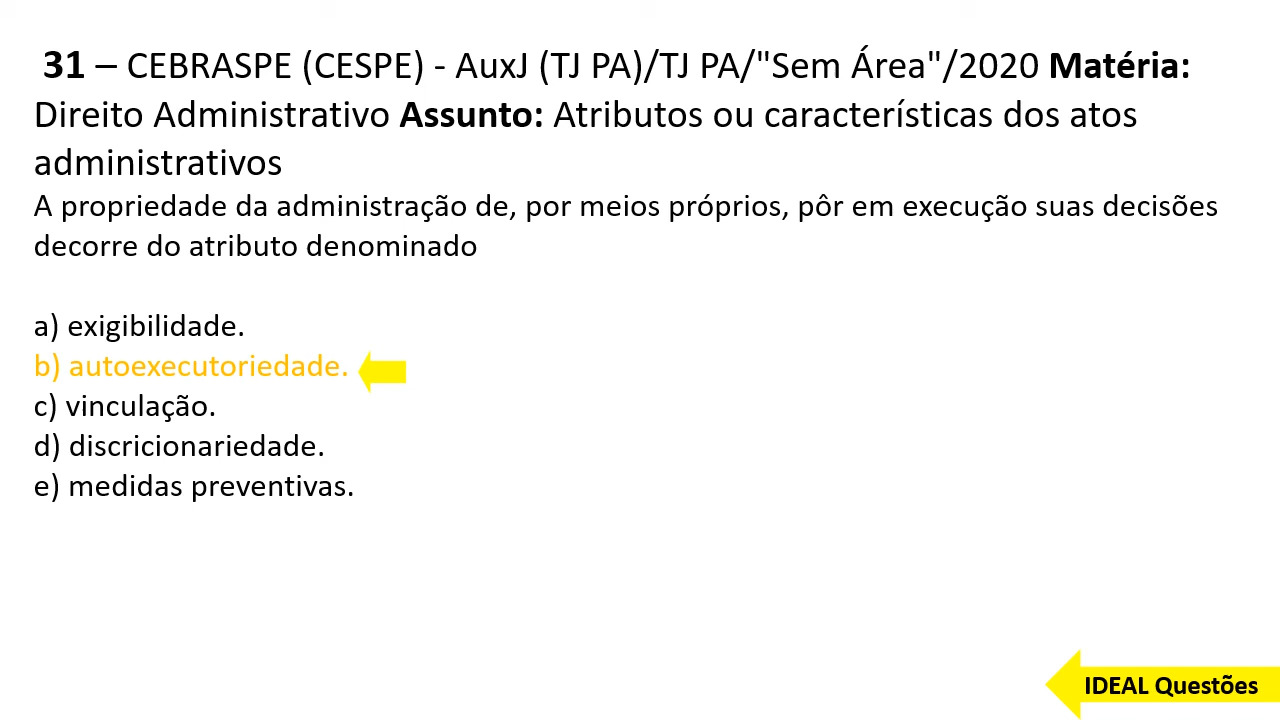 31 – CEBRASPE (CESPE) - AuxJ (TJ PA)/TJ PA/"Sem Área"/2020 Matéria:
Direito Administrativo Assunto: Atributos ou características dos atos
administrativos
A propriedade da administração de, por meios próprios, pôr em execução suas decisões
decorre do atributo denominado
a) exigibilidade.
b) autoexecutoriedade.
c) vinculação.
d) discricionariedade.
e) medidas preventivas.
IDEAL Questões